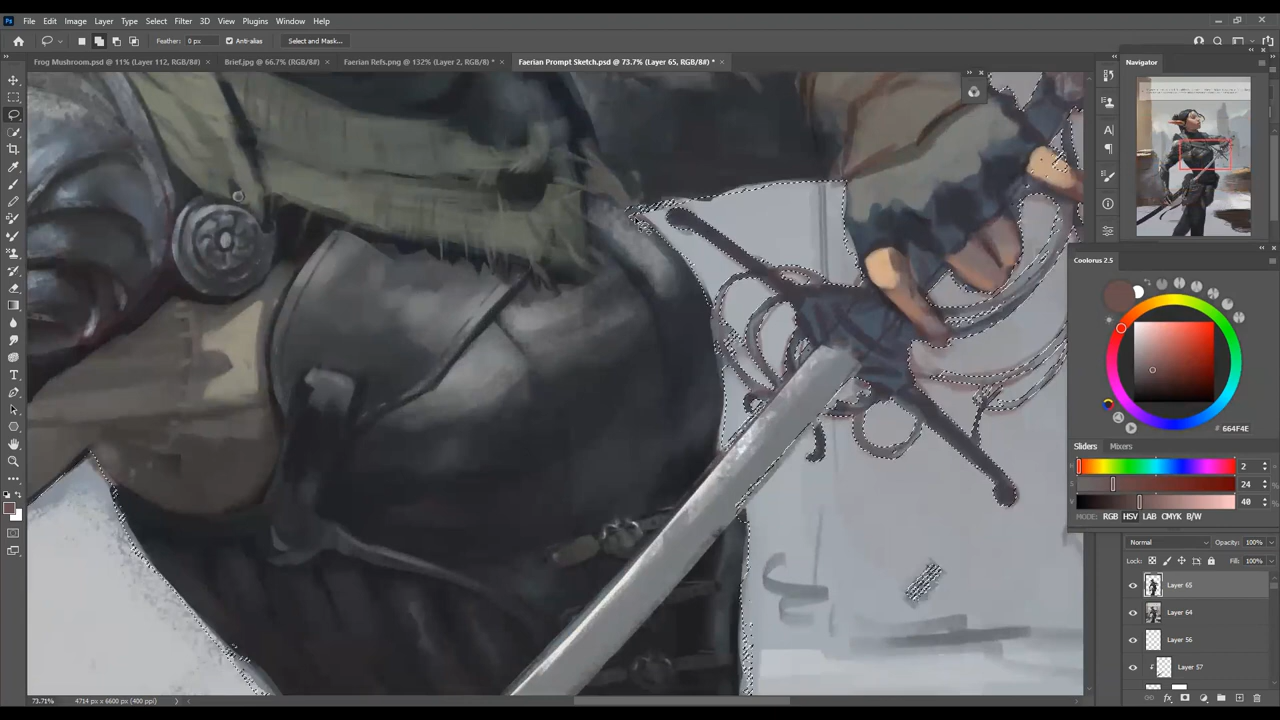 Ps File Edit Image Layer Type Select Filter 3D View Plugins Window Help
Feather: 0 px Anti-alias Select and Mask...
Frog Mushroom.psd @ 11% (Layer 112, RGB/8#) × Brief.jpg @ 66.7% (RGB/8#) × Faerian Refs.png @ 132% (Layer 2, RGB/8#) * × Faerian Prompt Sketch.psd @ 73.7% (Layer 65, RGB/8#) * ×
Navigator
Coolorus 2.5
# 664F4E
Sliders Mixers
H 2
S 24 %
V 40 %
MODE: RGB HSV LAB CMYK B/W
Normal Opacity: 100%
Lock: Fill: 100%
Layer 65
Layer 64
Layer 56
Layer 57
73.71% 4714 px x 6600 px (400 ppi)